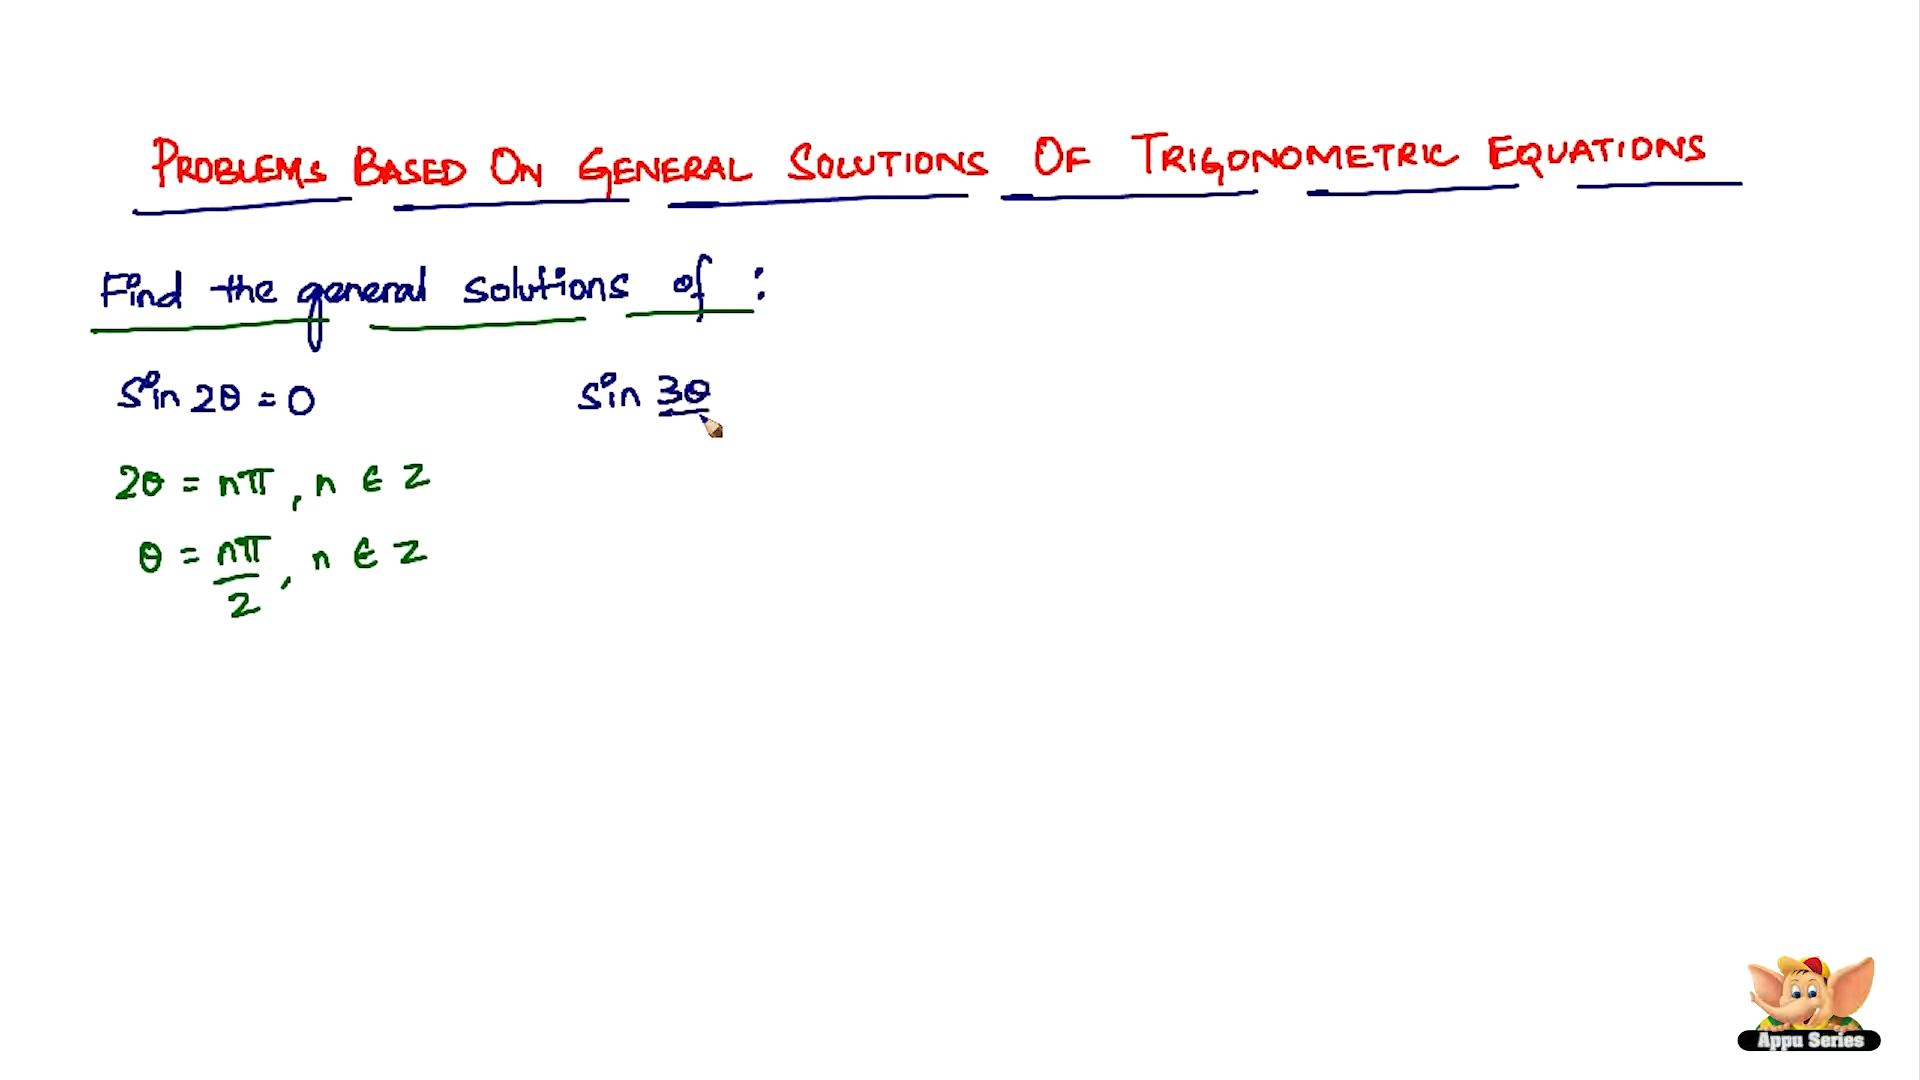 PROBLEMS BASED ON GENERAL SOLUTIONS OF TRIGONOMETRIC EQUATIONS
Find the general solutions of :
Sin 2θ = 0
2θ = nπ , n ∈ Z
θ = nπ/2 , n ∈ Z
Sin 3θ
Appu Series